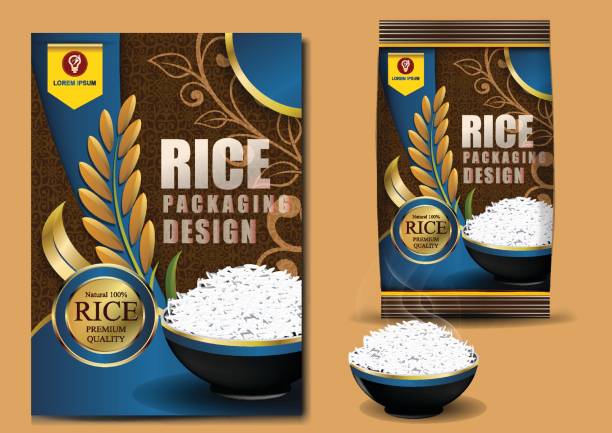 LOREM IPSUM
RICE
PACKAGING
DESIGN
Natural 100%
RICE
PREMIUM
QUALITY
LOREM IPSUM
RICE
PACKAGING
DESIGN
Natural 100%
RICE
PREMIUM
QUALITY